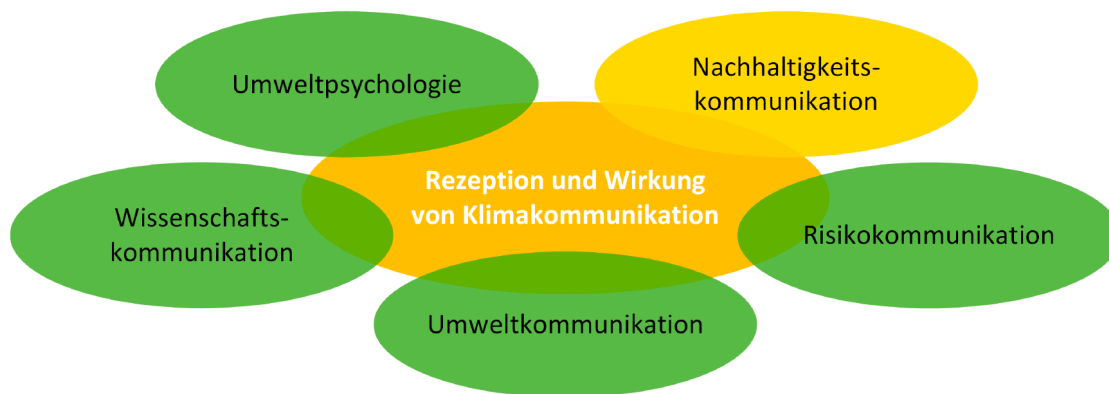 Umweltpsychologie
Nachhaltigkeits-
kommunikation
Rezeption und Wirkung
von Klimakommunikation
Wissenschafts-
kommunikation
Risikokommunikation
Umweltkommunikation